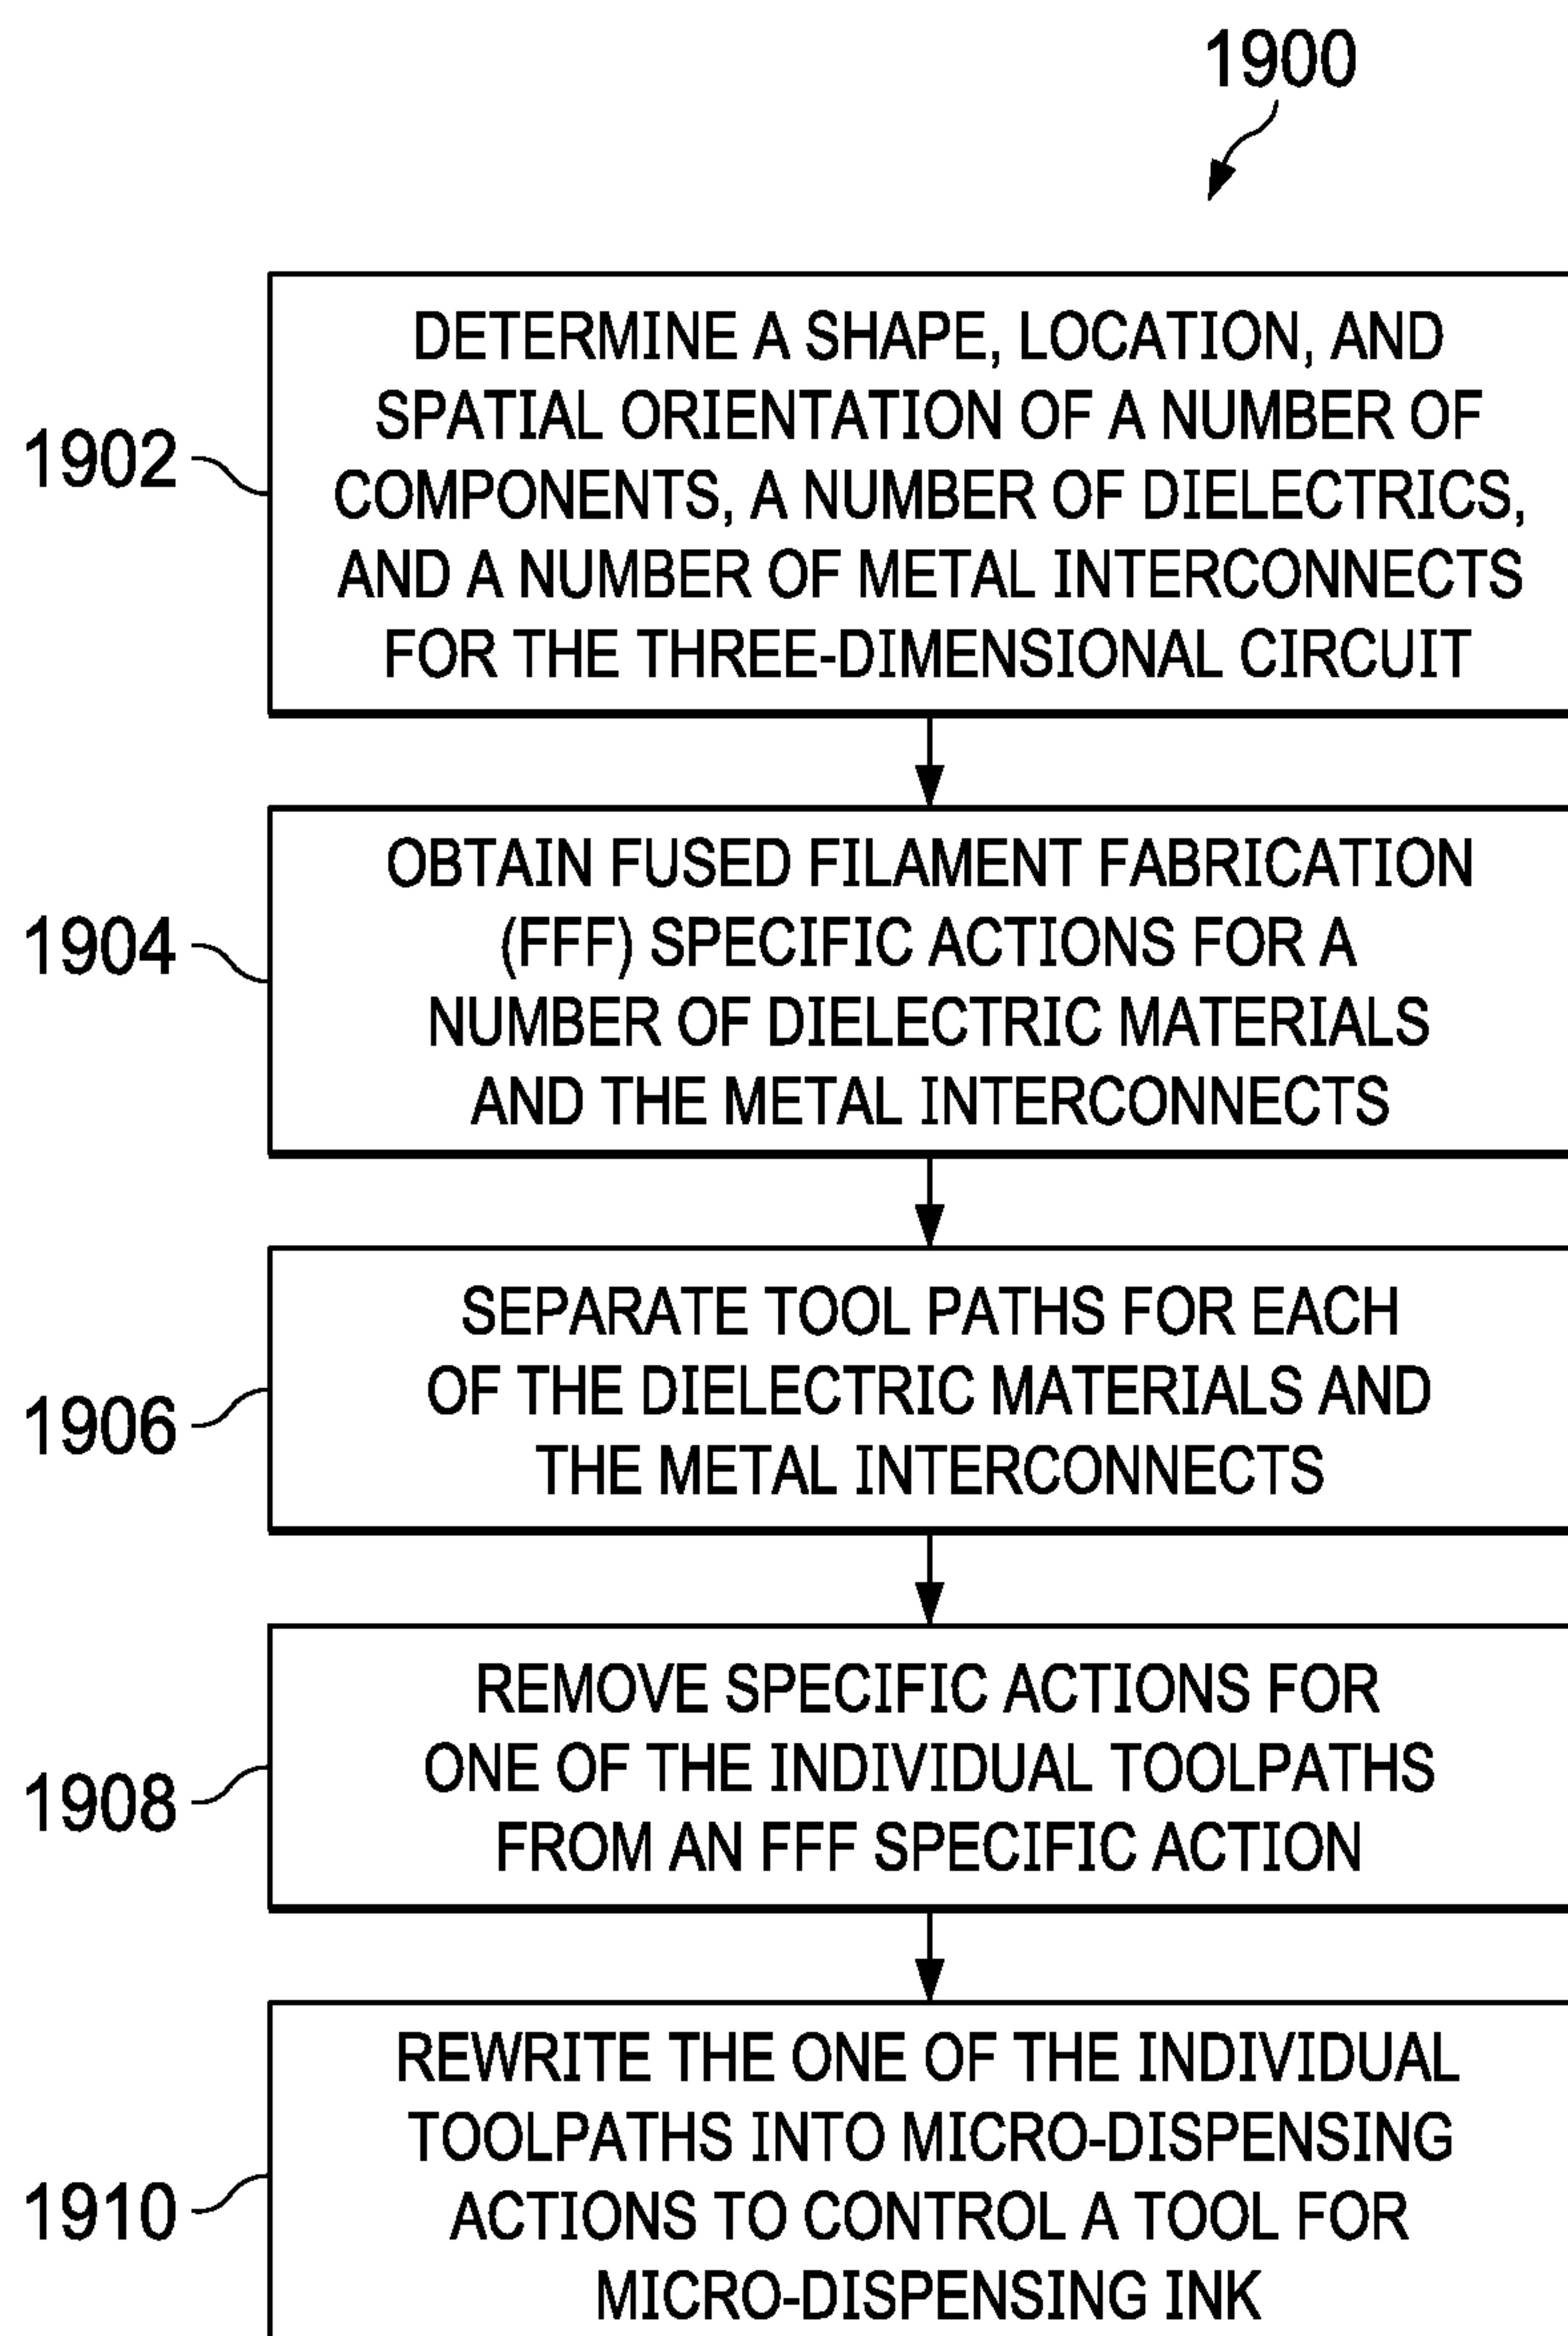 1900
1902
DETERMINE A SHAPE, LOCATION, AND
SPATIAL ORIENTATION OF A NUMBER OF
COMPONENTS, A NUMBER OF DIELECTRICS,
AND A NUMBER OF METAL INTERCONNECTS
FOR THE THREE-DIMENSIONAL CIRCUIT
1904
OBTAIN FUSED FILAMENT FABRICATION
(FFF) SPECIFIC ACTIONS FOR A
NUMBER OF DIELECTRIC MATERIALS
AND THE METAL INTERCONNECTS
1906
SEPARATE TOOL PATHS FOR EACH
OF THE DIELECTRIC MATERIALS AND
THE METAL INTERCONNECTS
1908
REMOVE SPECIFIC ACTIONS FOR
ONE OF THE INDIVIDUAL TOOLPATHS
FROM AN FFF SPECIFIC ACTION
1910
REWRITE THE ONE OF THE INDIVIDUAL
TOOLPATHS INTO MICRO-DISPENSING
ACTIONS TO CONTROL A TOOL FOR
MICRO-DISPENSING INK